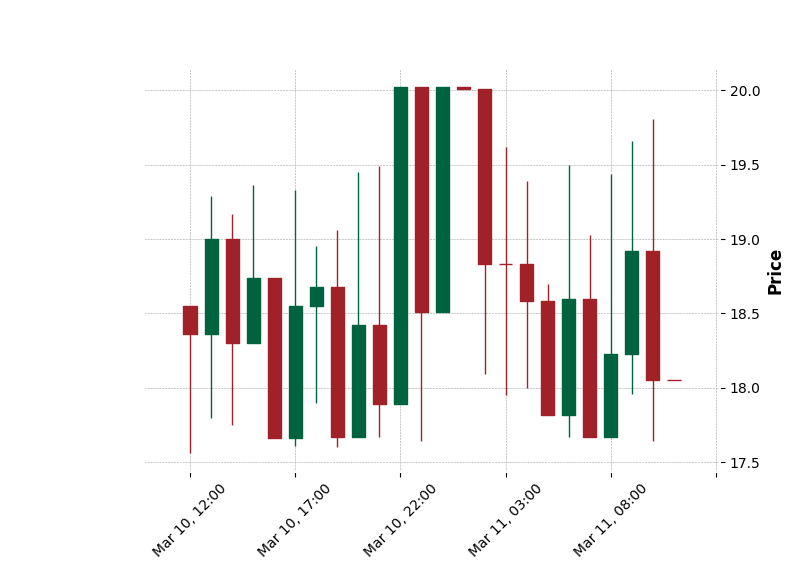 20.0
19.5
19.0
18.5
18.0
17.5
Price
Mar 10, 12:00
Mar 10, 17:00
Mar 10, 22:00
Mar 11, 03:00
Mar 11, 08:00